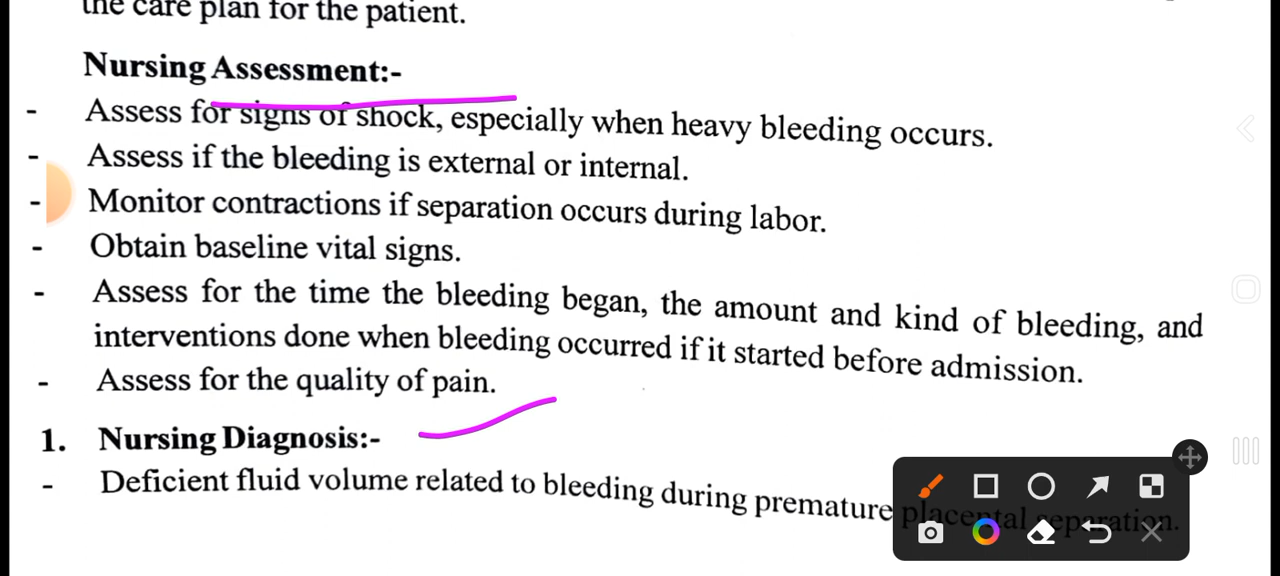 the care plan for the patient.
Nursing Assessment:-
- Assess for signs of shock, especially when heavy bleeding occurs.
- Assess if the bleeding is external or internal.
- Monitor contractions if separation occurs during labor.
- Obtain baseline vital signs.
- Assess for the time the bleeding began, the amount and kind of bleeding, and
interventions done when bleeding occurred if it started before admission.
- Assess for the quality of pain.
1. Nursing Diagnosis:-
- Deficient fluid volume related to bleeding during premature placental separation.